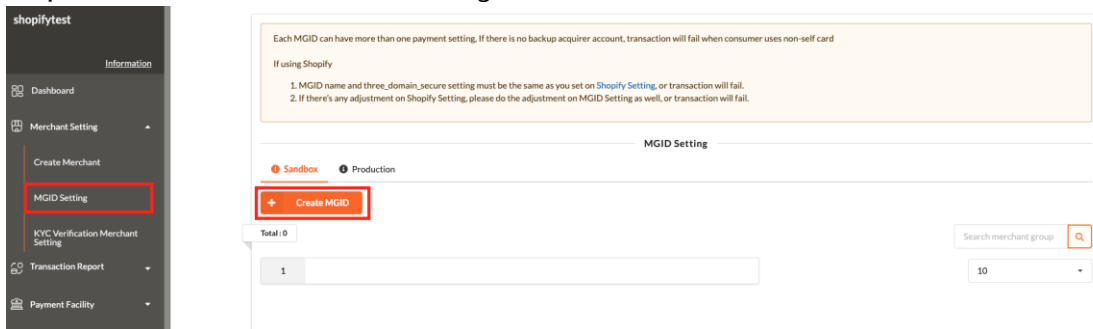 shopifytest
Information
Dashboard
Merchant Setting
Create Merchant
MGID Setting
KYC Verification Merchant
Setting
Transaction Report
Payment Facility
Each MGID can have more than one payment setting, If there is no backup acquirer account, transaction will fail when consumer uses non-self card
If using Shopify
1. MGID name and three_domain_secure setting must be the same as you set on Shopify Setting, or transaction will fail.
2. If there's any adjustment on Shopify Setting, please do the adjustment on MGID Setting as well, or transaction will fail.
MGID Setting
Sandbox Production
+ Create MGID
Total : 0
Search merchant group
1
10